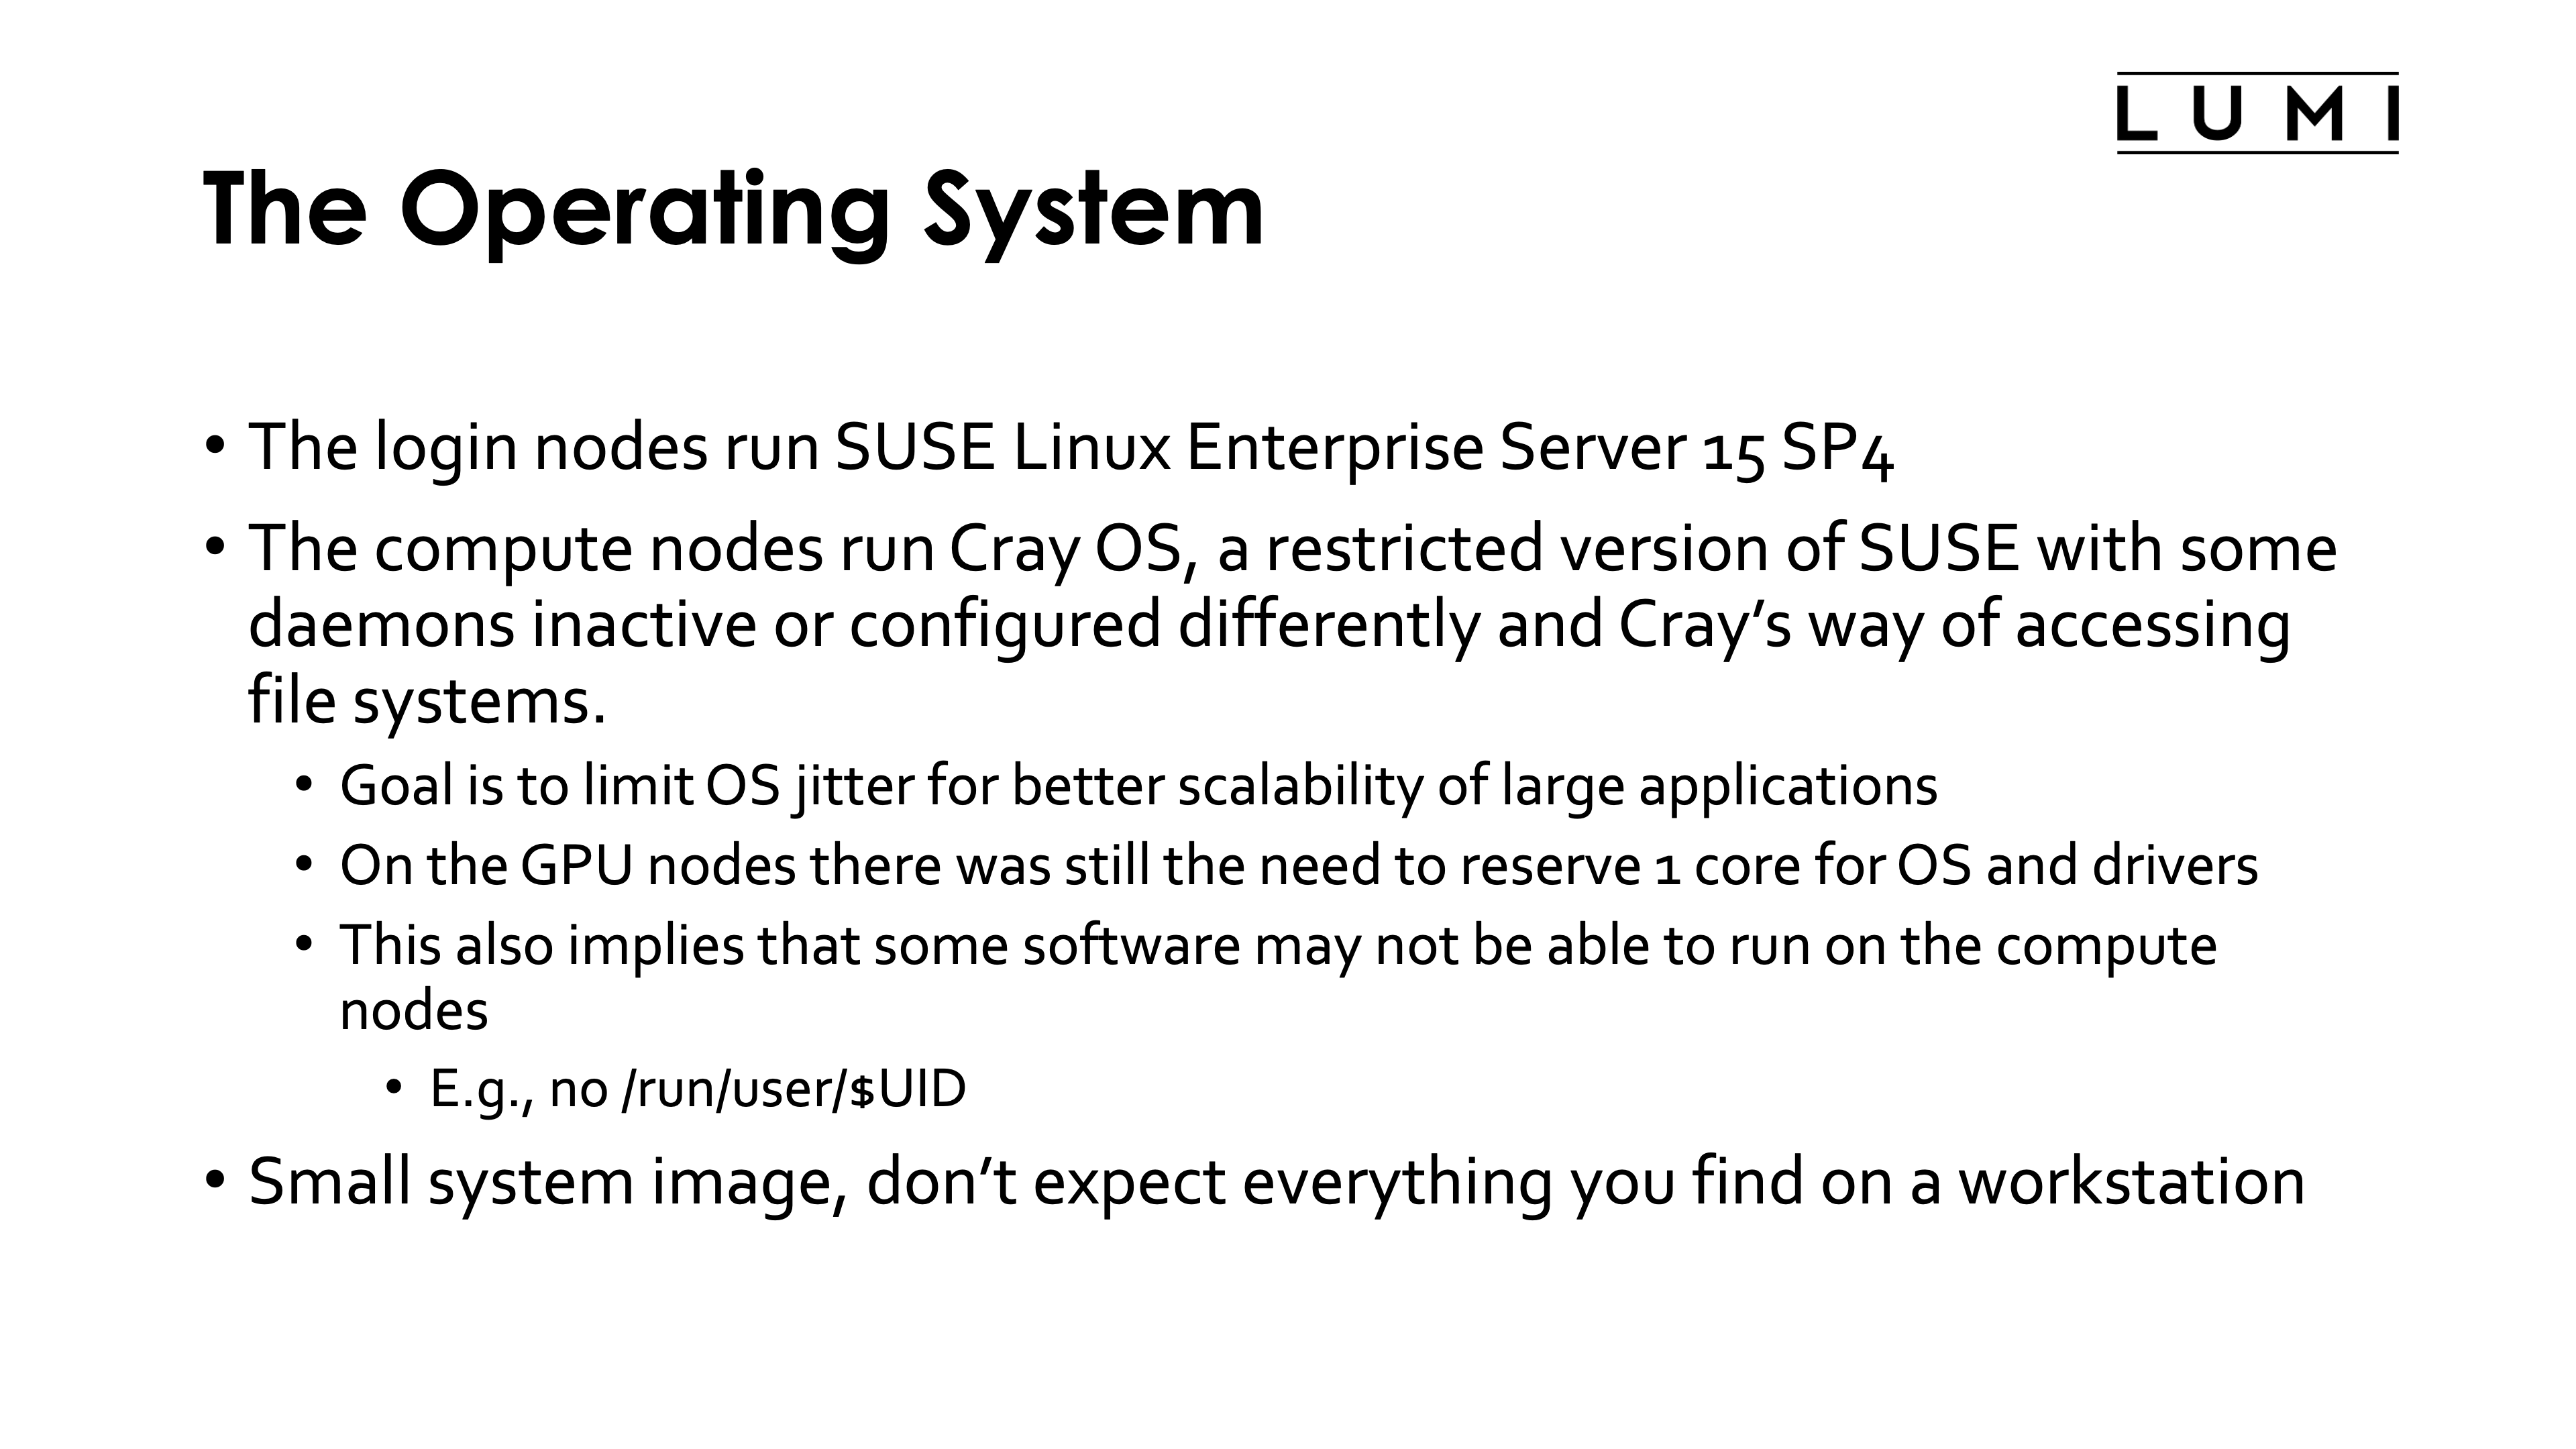 LUMI
The Operating System
• The login nodes run SUSE Linux Enterprise Server 15 SP4
• The compute nodes run Cray OS, a restricted version of SUSE with some
daemons inactive or configured differently and Cray’s way of accessing
file systems.
• Goal is to limit OS jitter for better scalability of large applications
• On the GPU nodes there was still the need to reserve 1 core for OS and drivers
• This also implies that some software may not be able to run on the compute
nodes
• E.g., no /run/user/$UID
• Small system image, don’t expect everything you find on a workstation